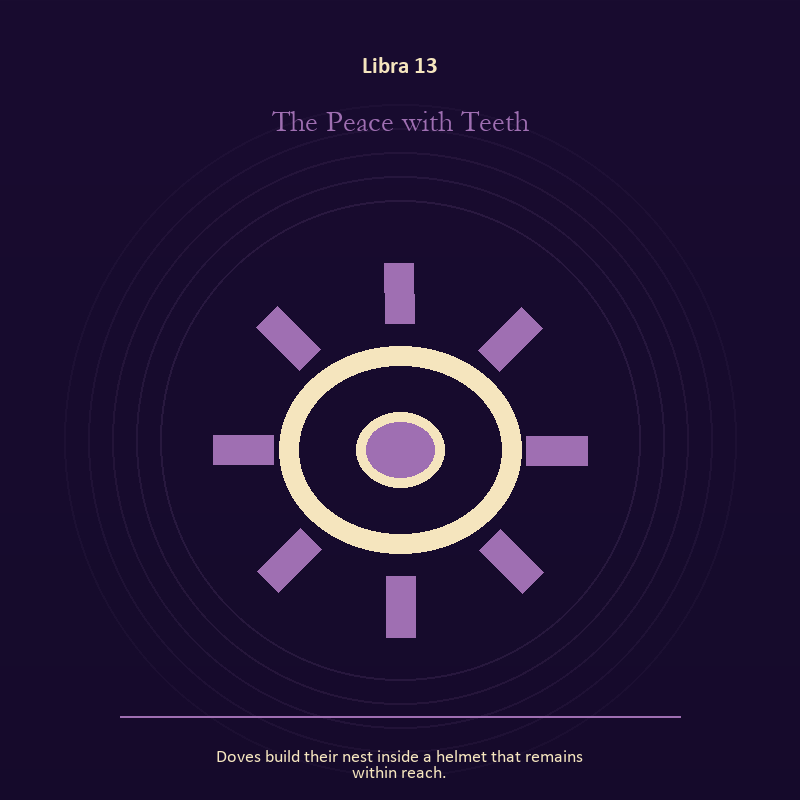 Libra 13
The Peace with Teeth
Doves build their nest inside a helmet that remains
within reach.